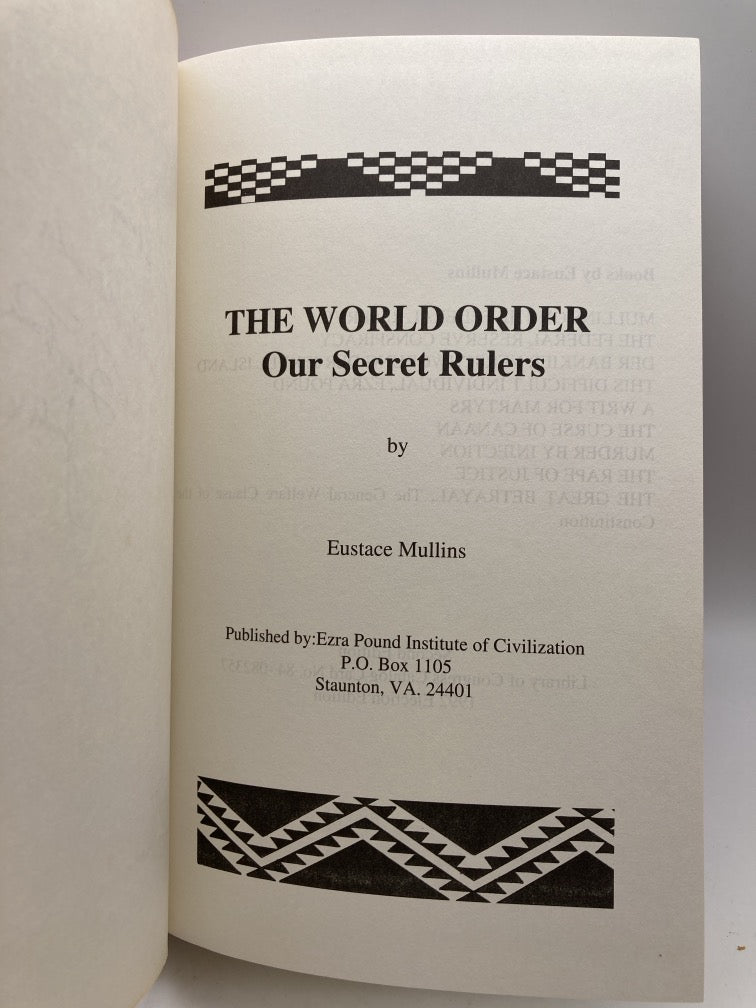 THE WORLD ORDER
Our Secret Rulers
by
Eustace Mullins
Published by:Ezra Pound Institute of Civilization
P.O. Box 1105
Staunton, VA. 24401